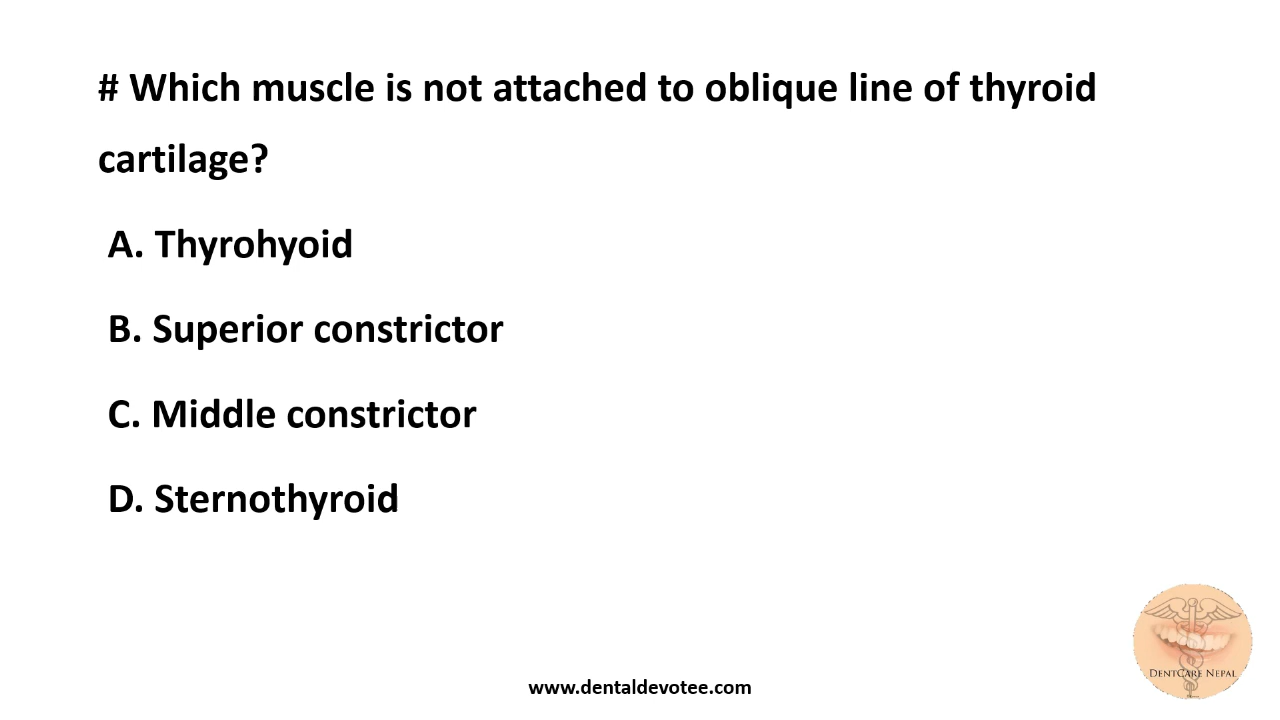 # Which muscle is not attached to oblique line of thyroid
cartilage?
A. Thyrohyoid
B. Superior constrictor
C. Middle constrictor
D. Sternothyroid
DENTCARE NEPAL
www.dentaldevotee.com